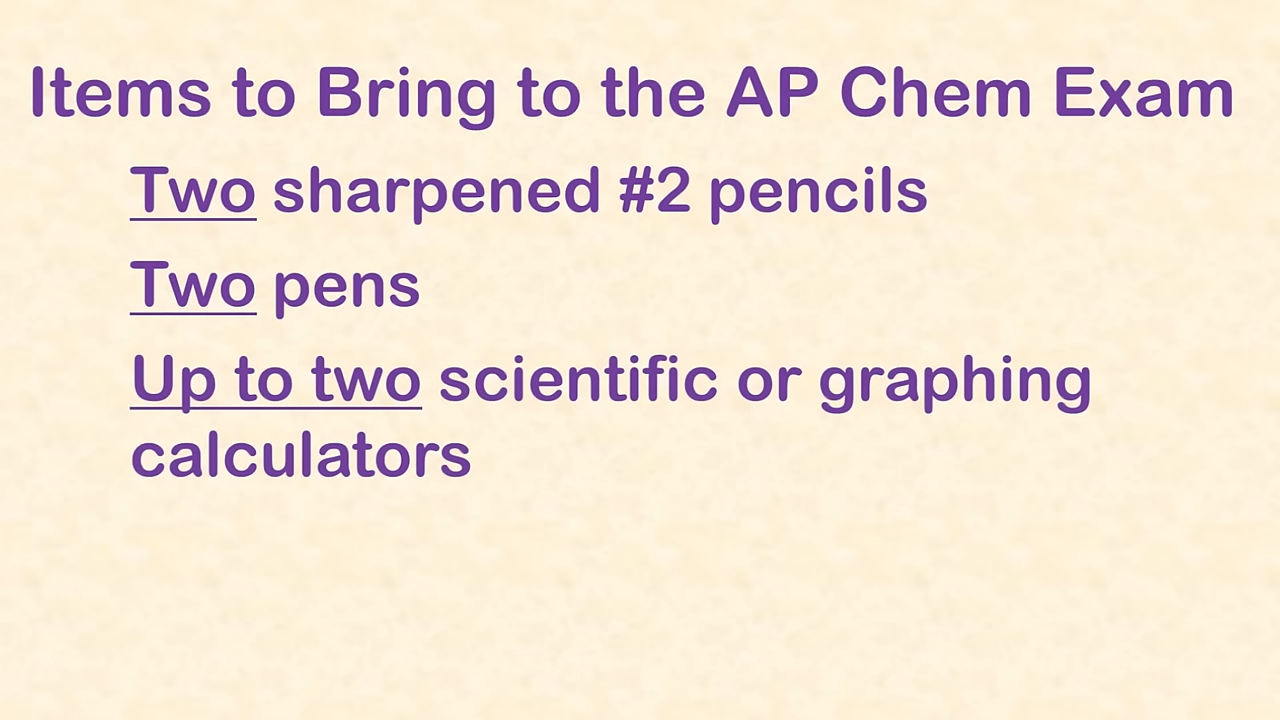 Items to Bring to the AP Chem Exam
Two sharpened #2 pencils
Two pens
Up to two scientific or graphing
calculators